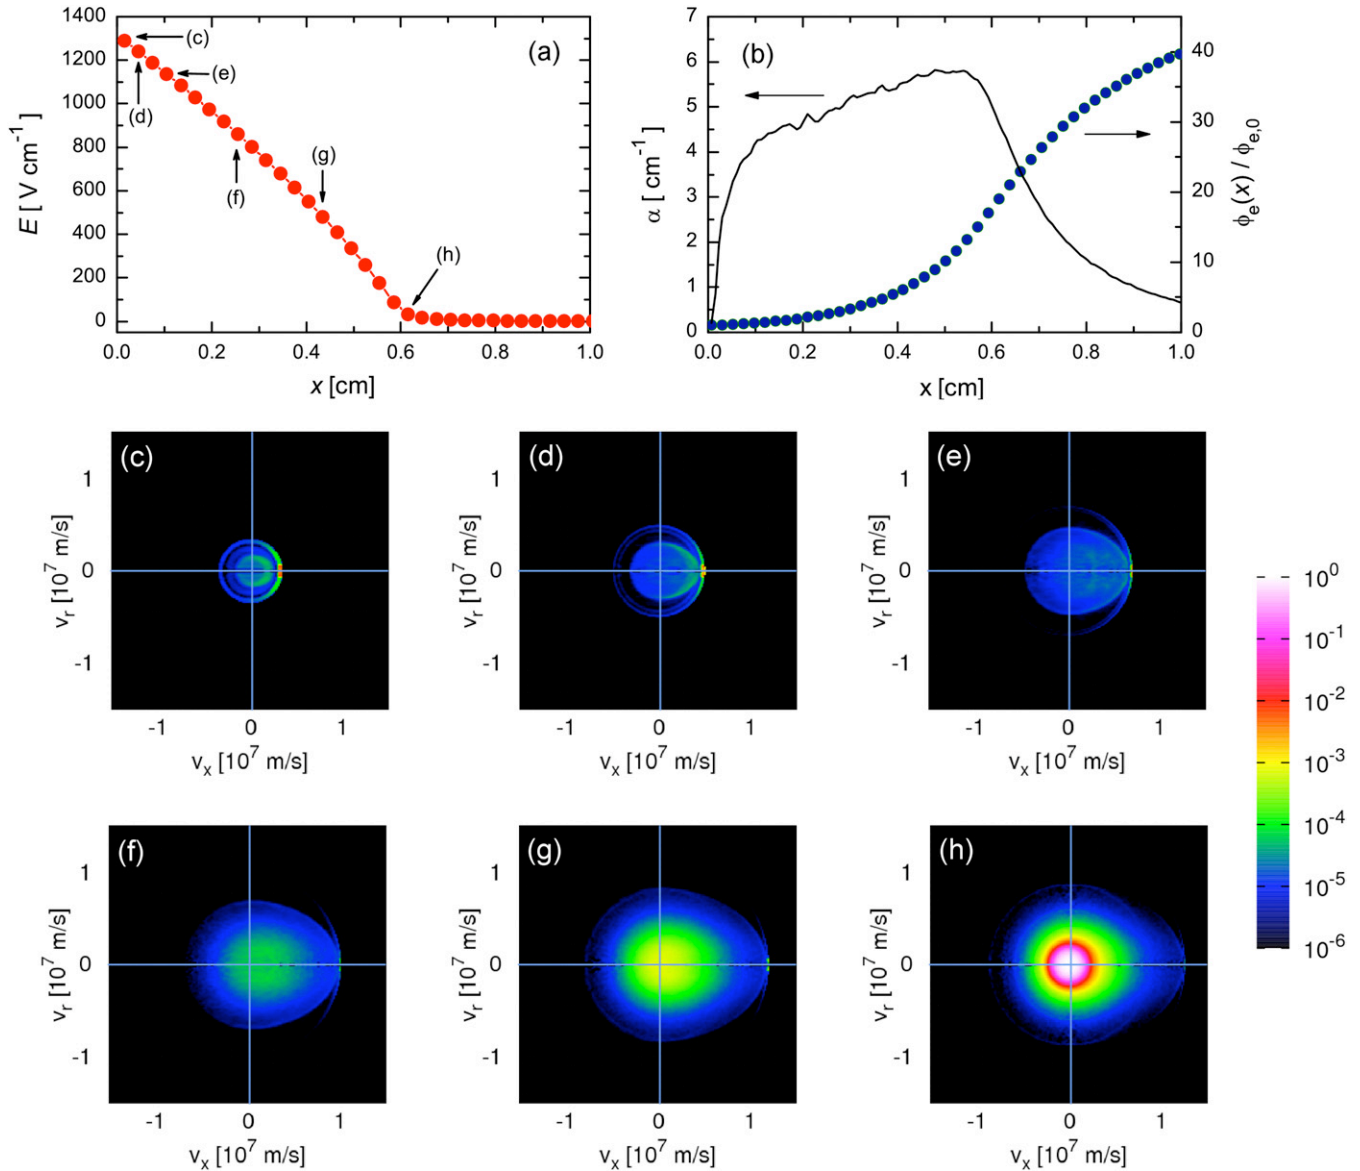 (a)
1400
1200
1000
800
600
400
200
0
E [ V cm⁻¹]
(c)
(d)
(e)
(f)
(g)
(h)
0.0 0.2 0.4 0.6 0.8 1.0
x [cm]
(b)
7
6
5
4
3
2
1
0
α [ cm⁻¹]
40
30
20
10
0
ϕe(x) / ϕe,0
0.0 0.2 0.4 0.6 0.8 1.0
x [cm]
(c)
1
0
-1
vr [10⁷ m/s]
-1 0 1
vx [10⁷ m/s]
(d)
1
0
-1
vr [10⁷ m/s]
-1 0 1
vx [10⁷ m/s]
(e)
1
0
-1
vr [10⁷ m/s]
-1 0 1
vx [10⁷ m/s]
(f)
1
0
-1
vr [10⁷ m/s]
-1 0 1
vx [10⁷ m/s]
(g)
1
0
-1
vr [10⁷ m/s]
-1 0 1
vx [10⁷ m/s]
(h)
1
0
-1
vr [10⁷ m/s]
-1 0 1
vx [10⁷ m/s]
10⁰
10⁻¹
10⁻²
10⁻³
10⁻⁴
10⁻⁵
10⁻⁶